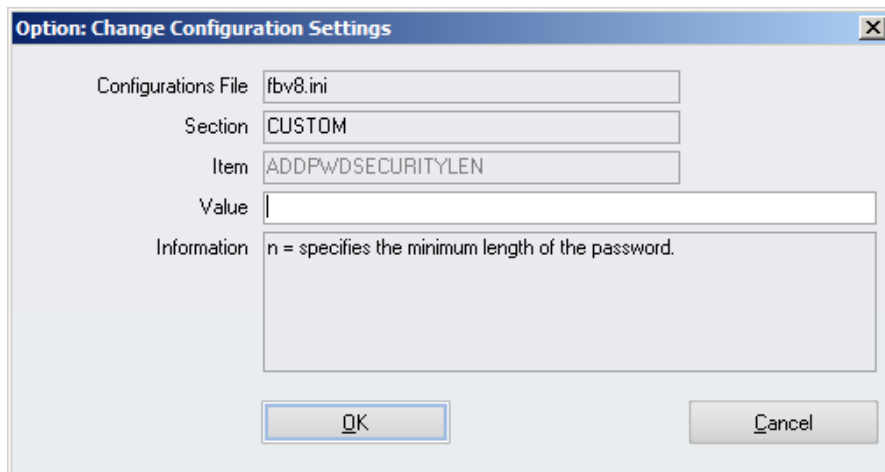 Option: Change Configuration Settings
Configurations File fbv8.ini
Section CUSTOM
Item ADDPWDSECURITYLEN
Value
Information n = specifies the minimum length of the password.
OK Cancel